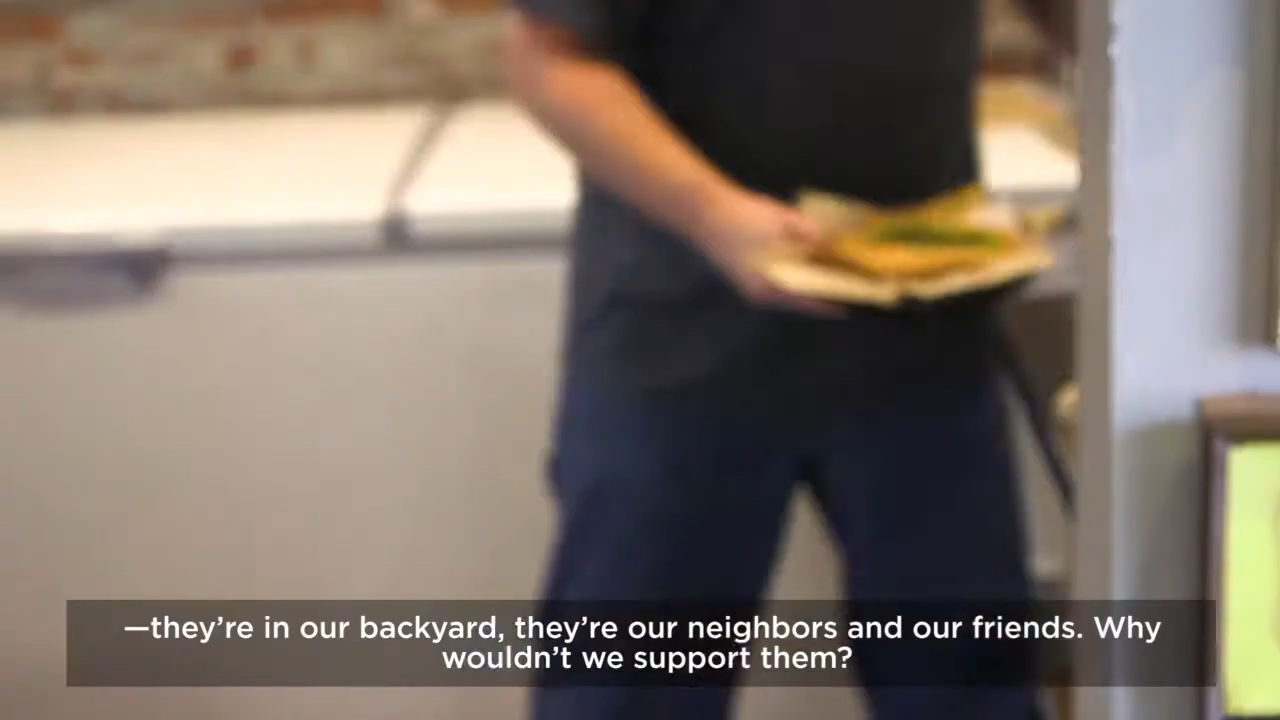 —they’re in our backyard, they’re our neighbors and our friends. Why
wouldn’t we support them?